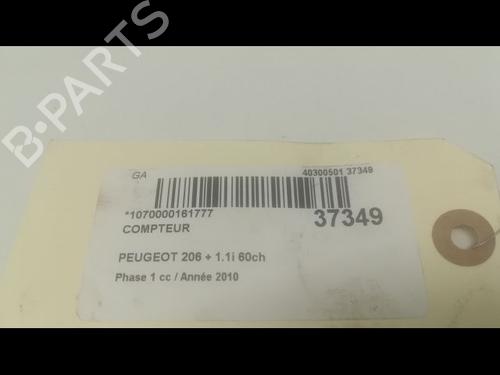 B-PARTS
GA
40300501 37349
*1070000161777
37349
COMPTEUR
PEUGEOT 206 + 1.1i 60ch
Phase 1 cc / Année 2010